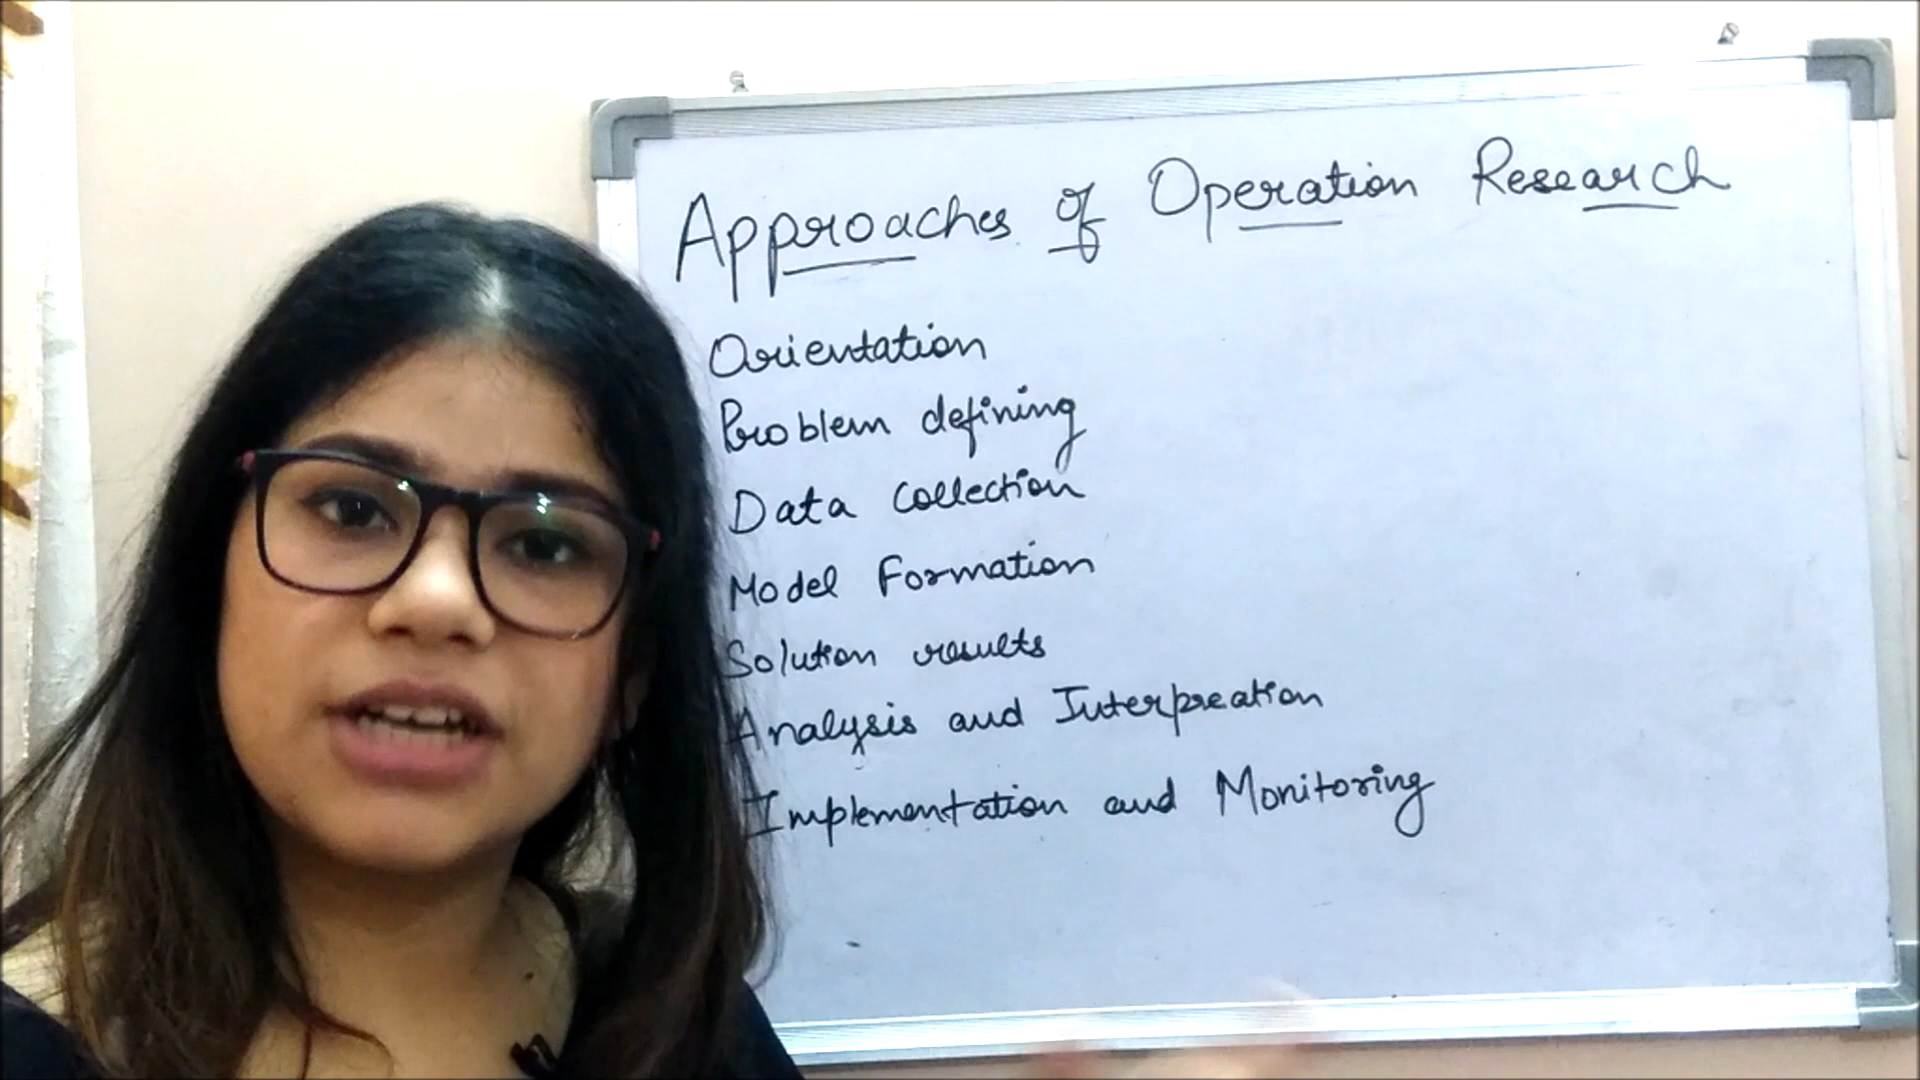 Approaches of Operation Research
Orientation
Problem defining
Data Collection
Model Formation
Solution results
Analysis and Interpreation
Implementation and Monitoring